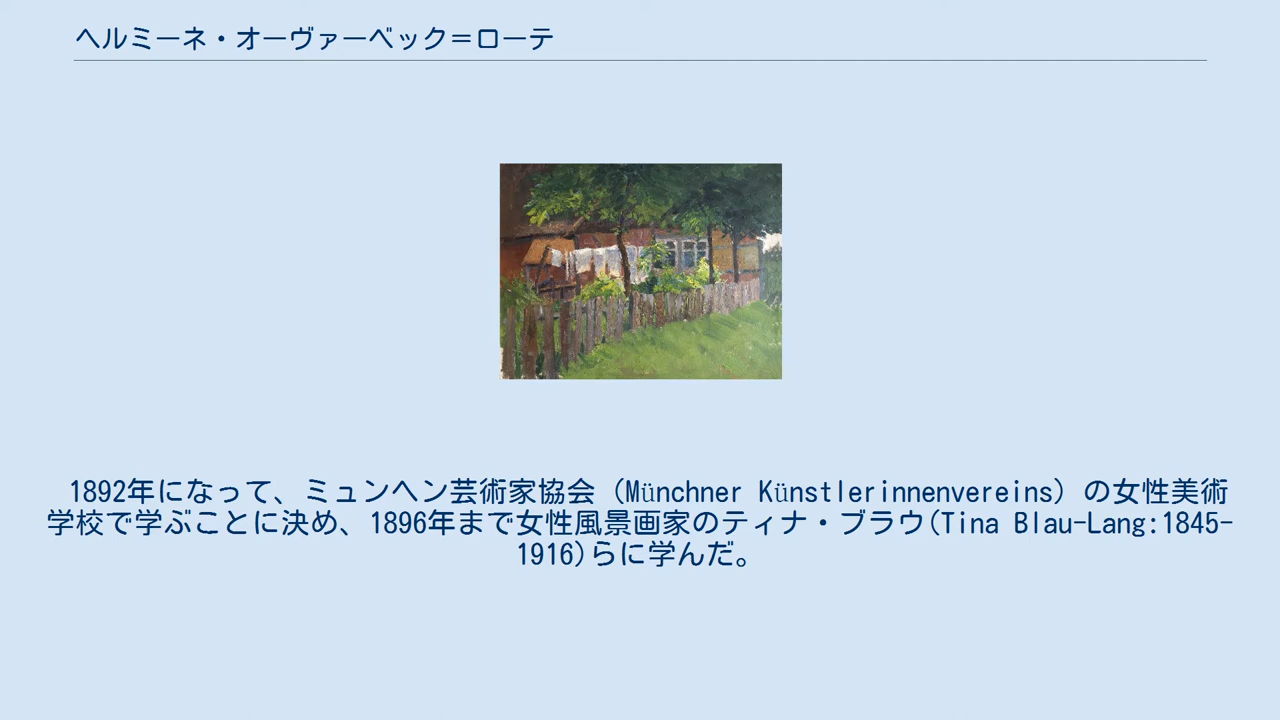 ヘルミーネ・オーヴァーベック＝ローテ
1892年になって、ミュンヘン芸術家協会（Münchner Künstlerinnenvereins）の女性美術
学校で学ぶことに決め、1896年まで女性風景画家のティナ・ブラウ(Tina Blau-Lang:1845-
1916)らに学んだ。